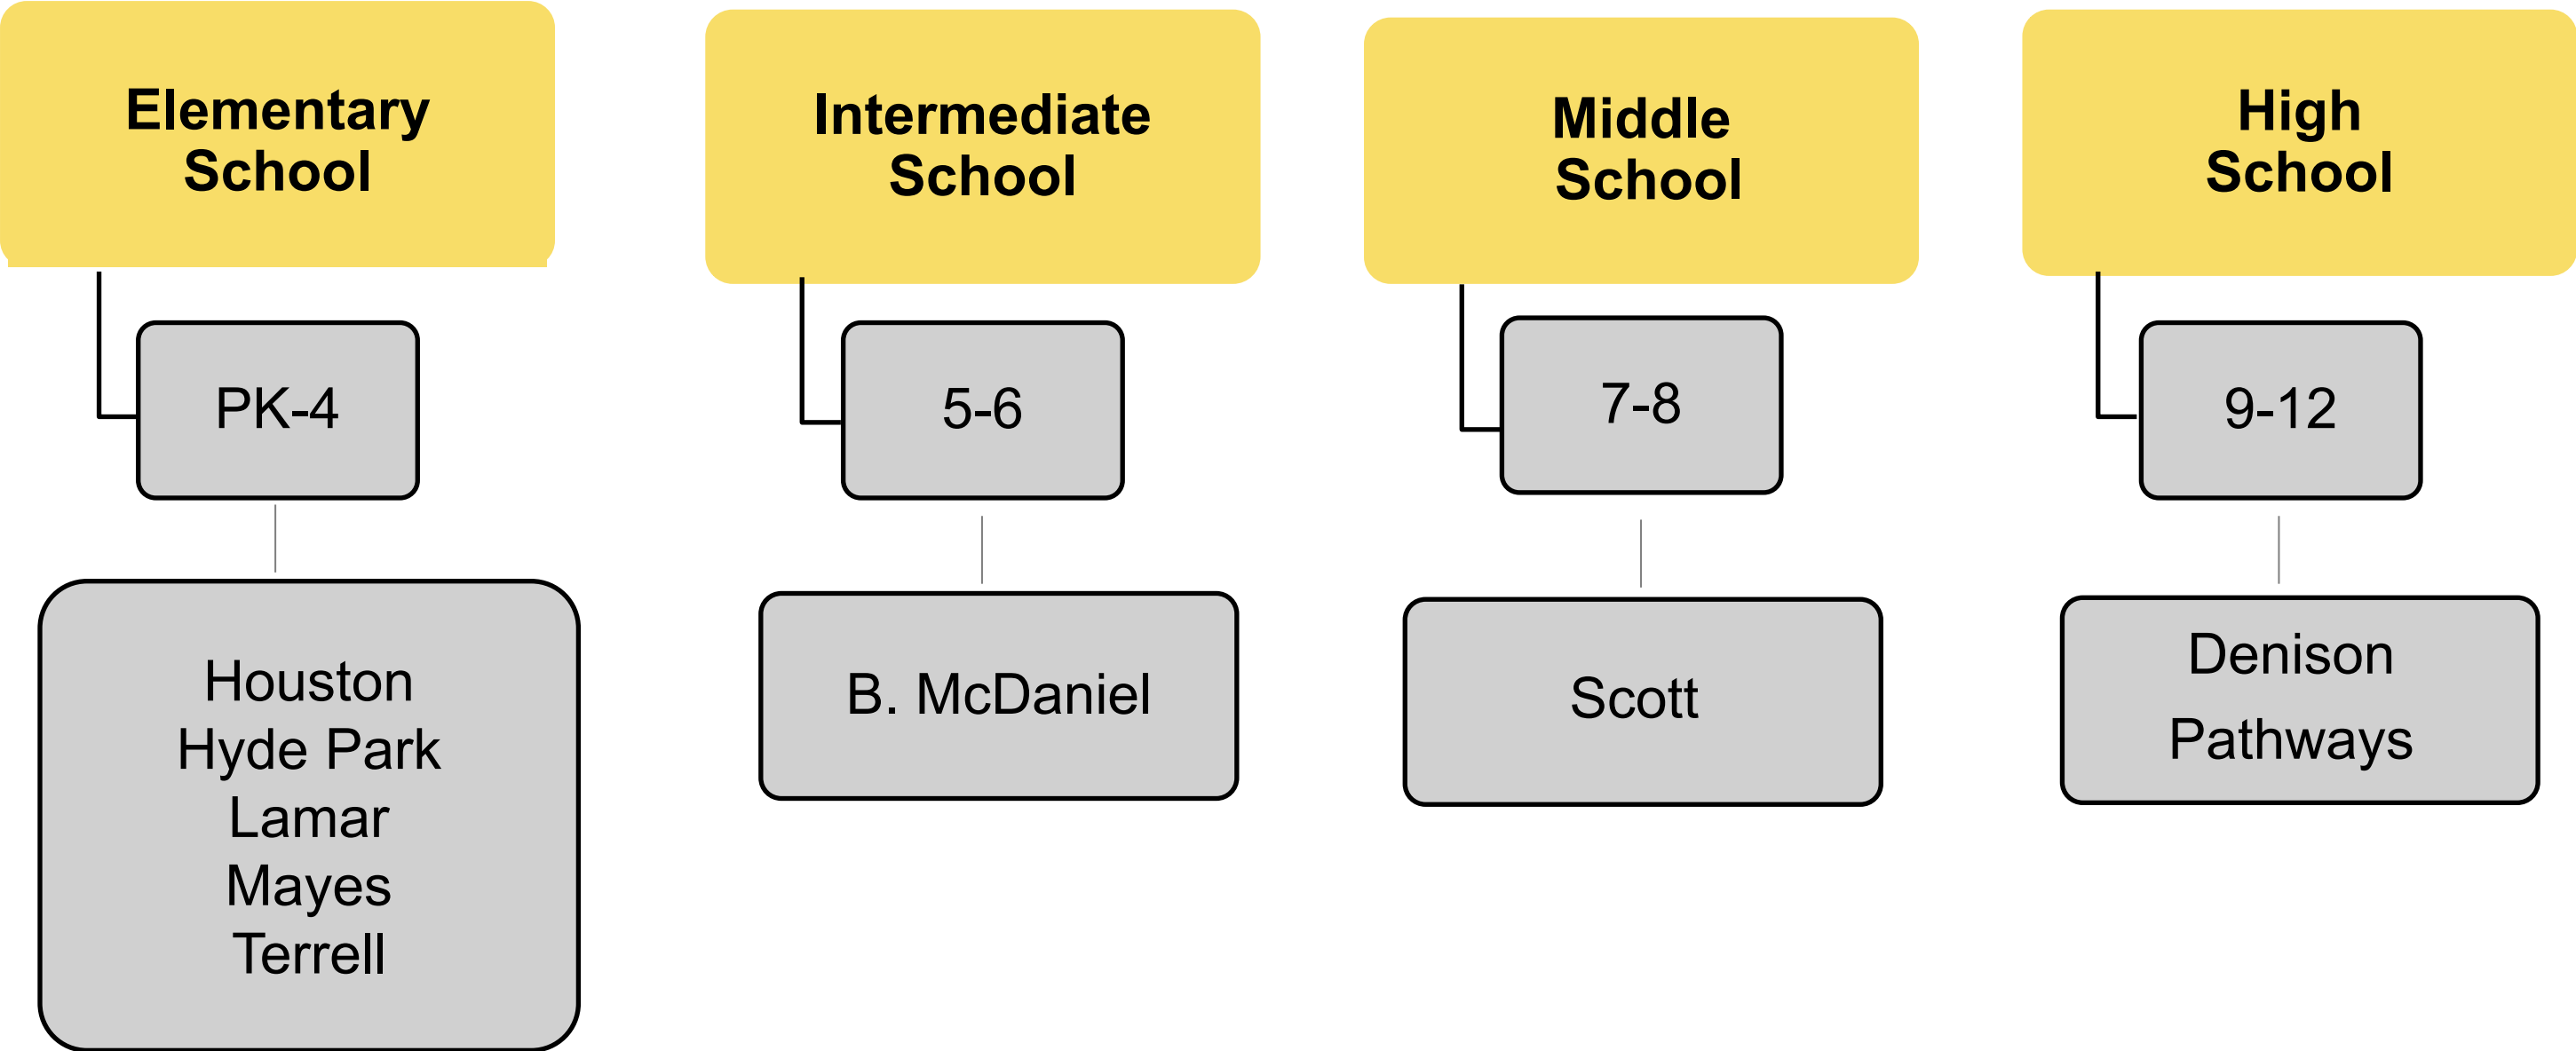 Elementary
School
PK-4
Houston
Hyde Park
Lamar
Mayes
Terrell
Intermediate
School
5-6
B. McDaniel
Middle
School
7-8
Scott
High
School
9-12
Denison
Pathways